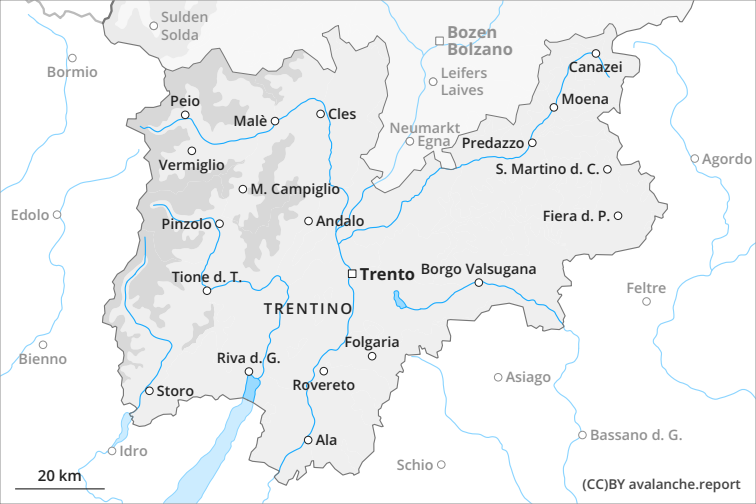 Sulden
Solda
Bozen
Bolzano
Bormio
Canazei
Leifers
Laives
Peio
Moena
Malè
Cles
Neumarkt
Egna
Predazzo
Vermiglio
Agordo
S. Martino d. C.
M. Campiglio
Edolo
Pinzolo
Andalo
Fiera d. P.
Tione d. T.
Trento
Borgo Valsugana
Feltre
TRENTINO
Folgaria
Bienno
Riva d. G.
Rovereto
Asiago
Storo
Ala
Bassano d. G.
Idro
Schio
20 km
(CC)BY avalanche.report